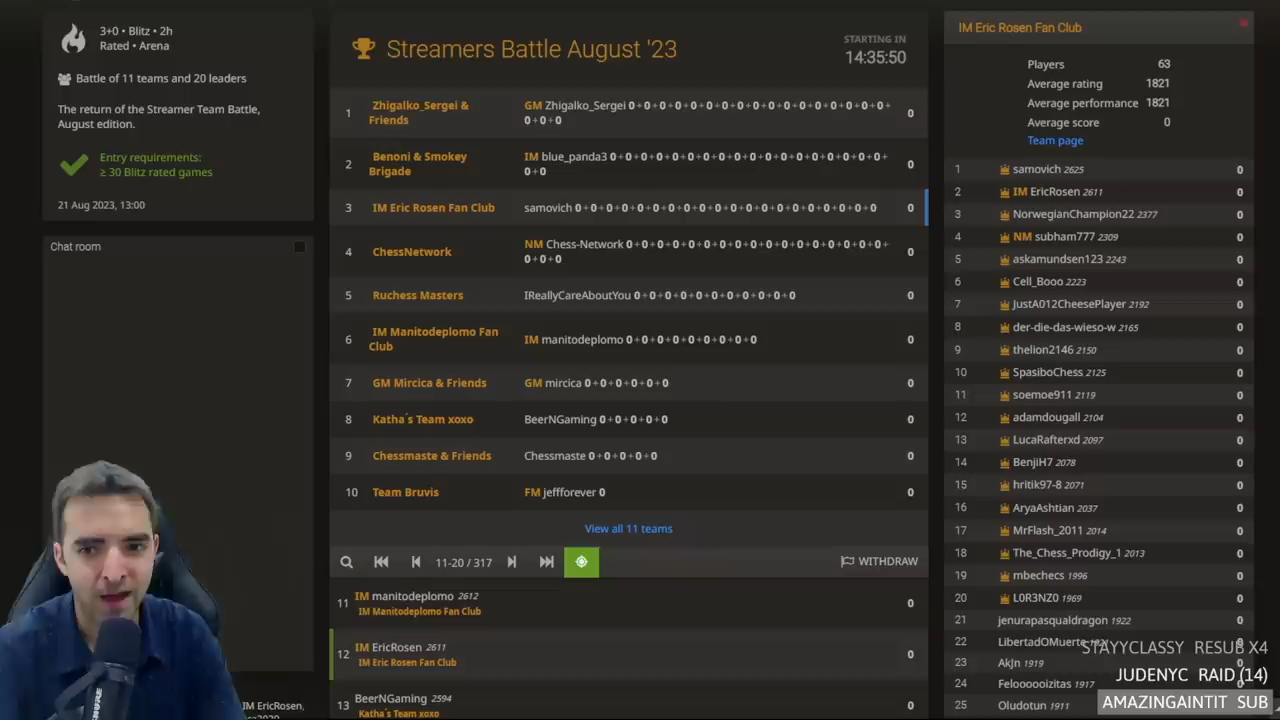 3+0 • Blitz • 2h
Rated • Arena
Battle of 11 teams and 20 leaders
The return of the Streamer Team Battle,
August edition.
Entry requirements:
≥ 30 Blitz rated games
21 Aug 2023, 13:00
Chat room
IM EricRosen,
Streamers Battle August '23
STARTING IN
14:35:50
1 Zhigalko_Sergei & Friends GM Zhigalko_Sergei 0+0+0+0+0+0+0+0+0+0+0+0+0+0+0+0+0+
0+0+0 0
2 Benoni & Smokey Brigade IM blue_panda3 0+0+0+0+0+0+0+0+0+0+0+0+0+0+0+0+0+0+
0+0 0
3 IM Eric Rosen Fan Club samovich 0+0+0+0+0+0+0+0+0+0+0+0+0+0+0+0+0+0+0+0 0
4 ChessNetwork NM Chess-Network 0+0+0+0+0+0+0+0+0+0+0+0+0+0+0+0+0+
0+0+0 0
5 Ruchess Masters IReallyCareAboutYou 0+0+0+0+0+0+0+0+0+0+0 0
6 IM Manitodeplomo Fan Club IM manitodeplomo 0+0+0+0+0+0+0+0+0 0
7 GM Mircica & Friends GM mircica 0+0+0+0+0+0 0
8 Katha´s Team xoxo BeerNGaming 0+0+0+0+0 0
9 Chessmaste & Friends Chessmaste 0+0+0+0+0 0
10 Team Bruvis FM jeffforever 0 0
View all 11 teams
11-20 / 317
WITHDRAW
11 IM manitodeplomo 2612 0
IM Manitodeplomo Fan Club
12 IM EricRosen 2611 0
IM Eric Rosen Fan Club
13 BeerNGaming 2594 0
Katha´s Team xoxo
IM Eric Rosen Fan Club
Players 63
Average rating 1821
Average performance 1821
Average score 0
Team page
1 samovich 2625 0
2 IM EricRosen 2611 0
3 NorwegianChampion22 2377 0
4 NM subham777 2309 0
5 askamundsen123 2243 0
6 Cell_Booo 2223 0
7 JustA012CheesePlayer 2192 0
8 der-die-das-wieso-w 2165 0
9 thelion2146 2150 0
10 SpasiboChess 2125 0
11 soemoe911 2119 0
12 adamdougall 2104 0
13 LucaRafterxd 2097 0
14 BenjiH7 2078 0
15 hritik97-8 2071 0
16 AryaAshtian 2037 0
17 MrFlash_2011 2014 0
18 The_Chess_Prodigy_1 2013 0
19 mbechecs 1996 0
20 L0R3NZ0 1969 0
21 jenurapasqualdragon 1922 0
22 LibertadOMuerte
23 AkJn 1919
24 Feloooooizitas 1917
25 Oludotun 1911
STAYYCLASSY RESUB X4
JUDENYC RAID (14)
AMAZINGAINTIT SUB